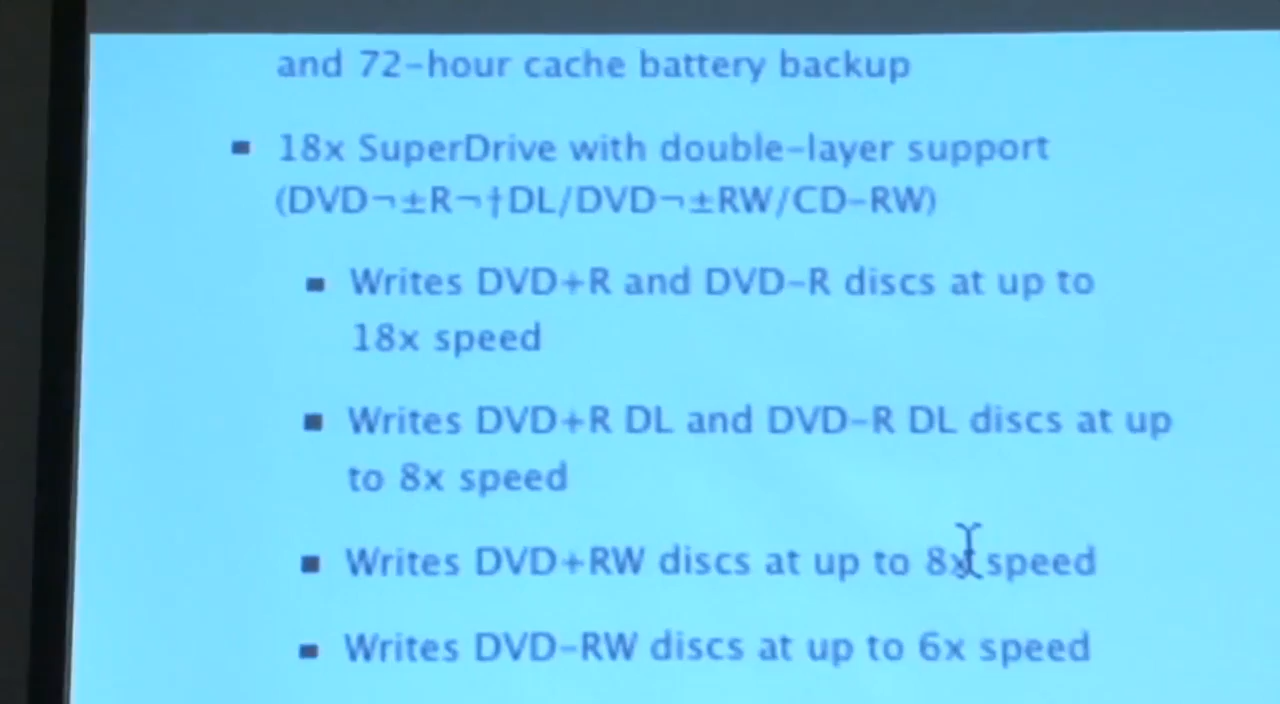 and 72-hour cache battery backup
▪ 18x SuperDrive with double-layer support
(DVD¬±R¬†DL/DVD¬±RW/CD-RW)
▪ Writes DVD+R and DVD-R discs at up to
18x speed
▪ Writes DVD+R DL and DVD-R DL discs at up
to 8x speed
▪ Writes DVD+RW discs at up to 8x speed
▪ Writes DVD-RW discs at up to 6x speed